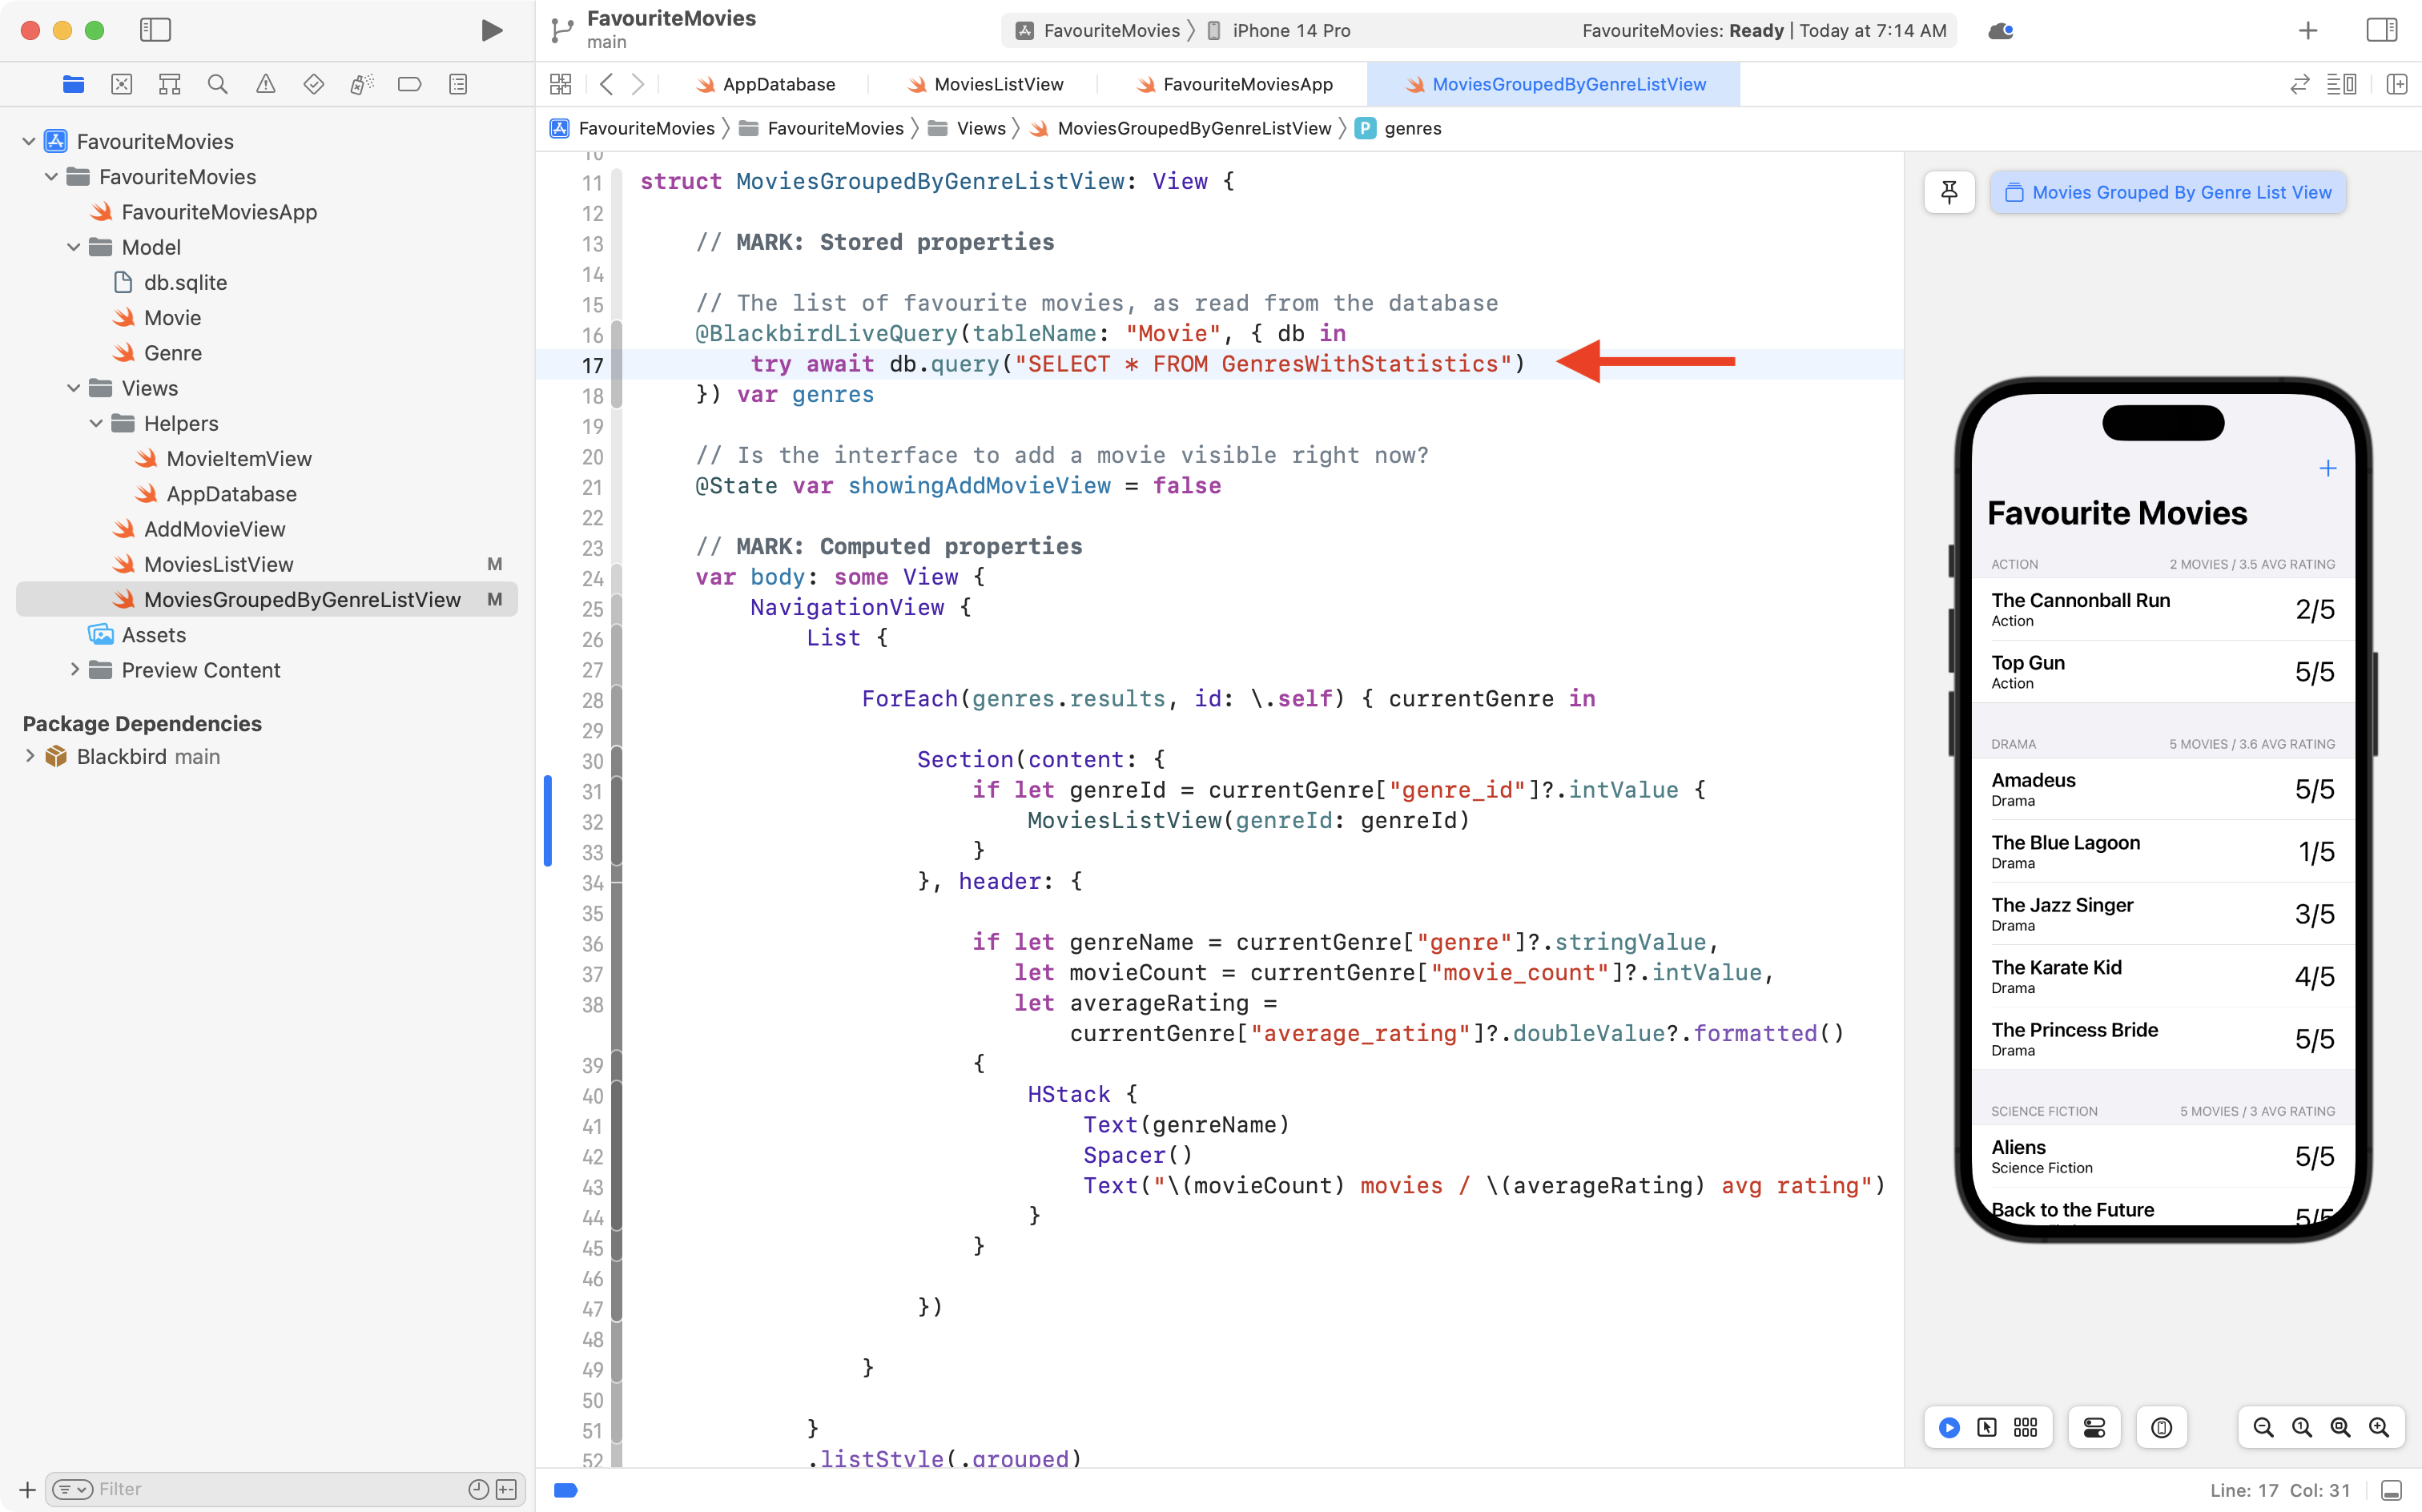 FavouriteMovies
main
FavouriteMovies 〉 iPhone 14 Pro
FavouriteMovies: Ready | Today at 7:14 AM
AppDatabase
MoviesListView
FavouriteMoviesApp
MoviesGroupedByGenreListView
FavouriteMovies 〉 FavouriteMovies 〉 Views 〉 MoviesGroupedByGenreListView 〉 P genres
FavouriteMovies
FavouriteMovies
FavouriteMoviesApp
Model
db.sqlite
Movie
Genre
Views
Helpers
MovieItemView
AppDatabase
AddMovieView
MoviesListView M
MoviesGroupedByGenreListView M
Assets
Preview Content
Package Dependencies
Blackbird main
Filter
10
11 struct MoviesGroupedByGenreListView: View {
12
13 // MARK: Stored properties
14
15 // The list of favourite movies, as read from the database
16 @BlackbirdLiveQuery(tableName: "Movie", { db in
17 try await db.query("SELECT * FROM GenresWithStatistics")
18 }) var genres
19
20 // Is the interface to add a movie visible right now?
21 @State var showingAddMovieView = false
22
23 // MARK: Computed properties
24 var body: some View {
25 NavigationView {
26 List {
27
28 ForEach(genres.results, id: \.self) { currentGenre in
29
30 Section(content: {
31 if let genreId = currentGenre["genre_id"]?.intValue {
32 MoviesListView(genreId: genreId)
33 }
34 }, header: {
35
36 if let genreName = currentGenre["genre"]?.stringValue,
37 let movieCount = currentGenre["movie_count"]?.intValue,
38 let averageRating =
currentGenre["average_rating"]?.doubleValue?.formatted()
39 {
40 HStack {
41 Text(genreName)
42 Spacer()
43 Text("\(movieCount) movies / \(averageRating) avg rating")
44 }
45 }
46
47 })
48
49 }
50
51 }
52 .listStyle(.grouped)
Movies Grouped By Genre List View
Favourite Movies
ACTION 2 MOVIES / 3.5 AVG RATING
The Cannonball Run
Action
2/5
Top Gun
Action
5/5
DRAMA 5 MOVIES / 3.6 AVG RATING
Amadeus
Drama
5/5
The Blue Lagoon
Drama
1/5
The Jazz Singer
Drama
3/5
The Karate Kid
Drama
4/5
The Princess Bride
Drama
5/5
SCIENCE FICTION 5 MOVIES / 3 AVG RATING
Aliens
Science Fiction
5/5
Back to the Future
5/5
Line: 17 Col: 31